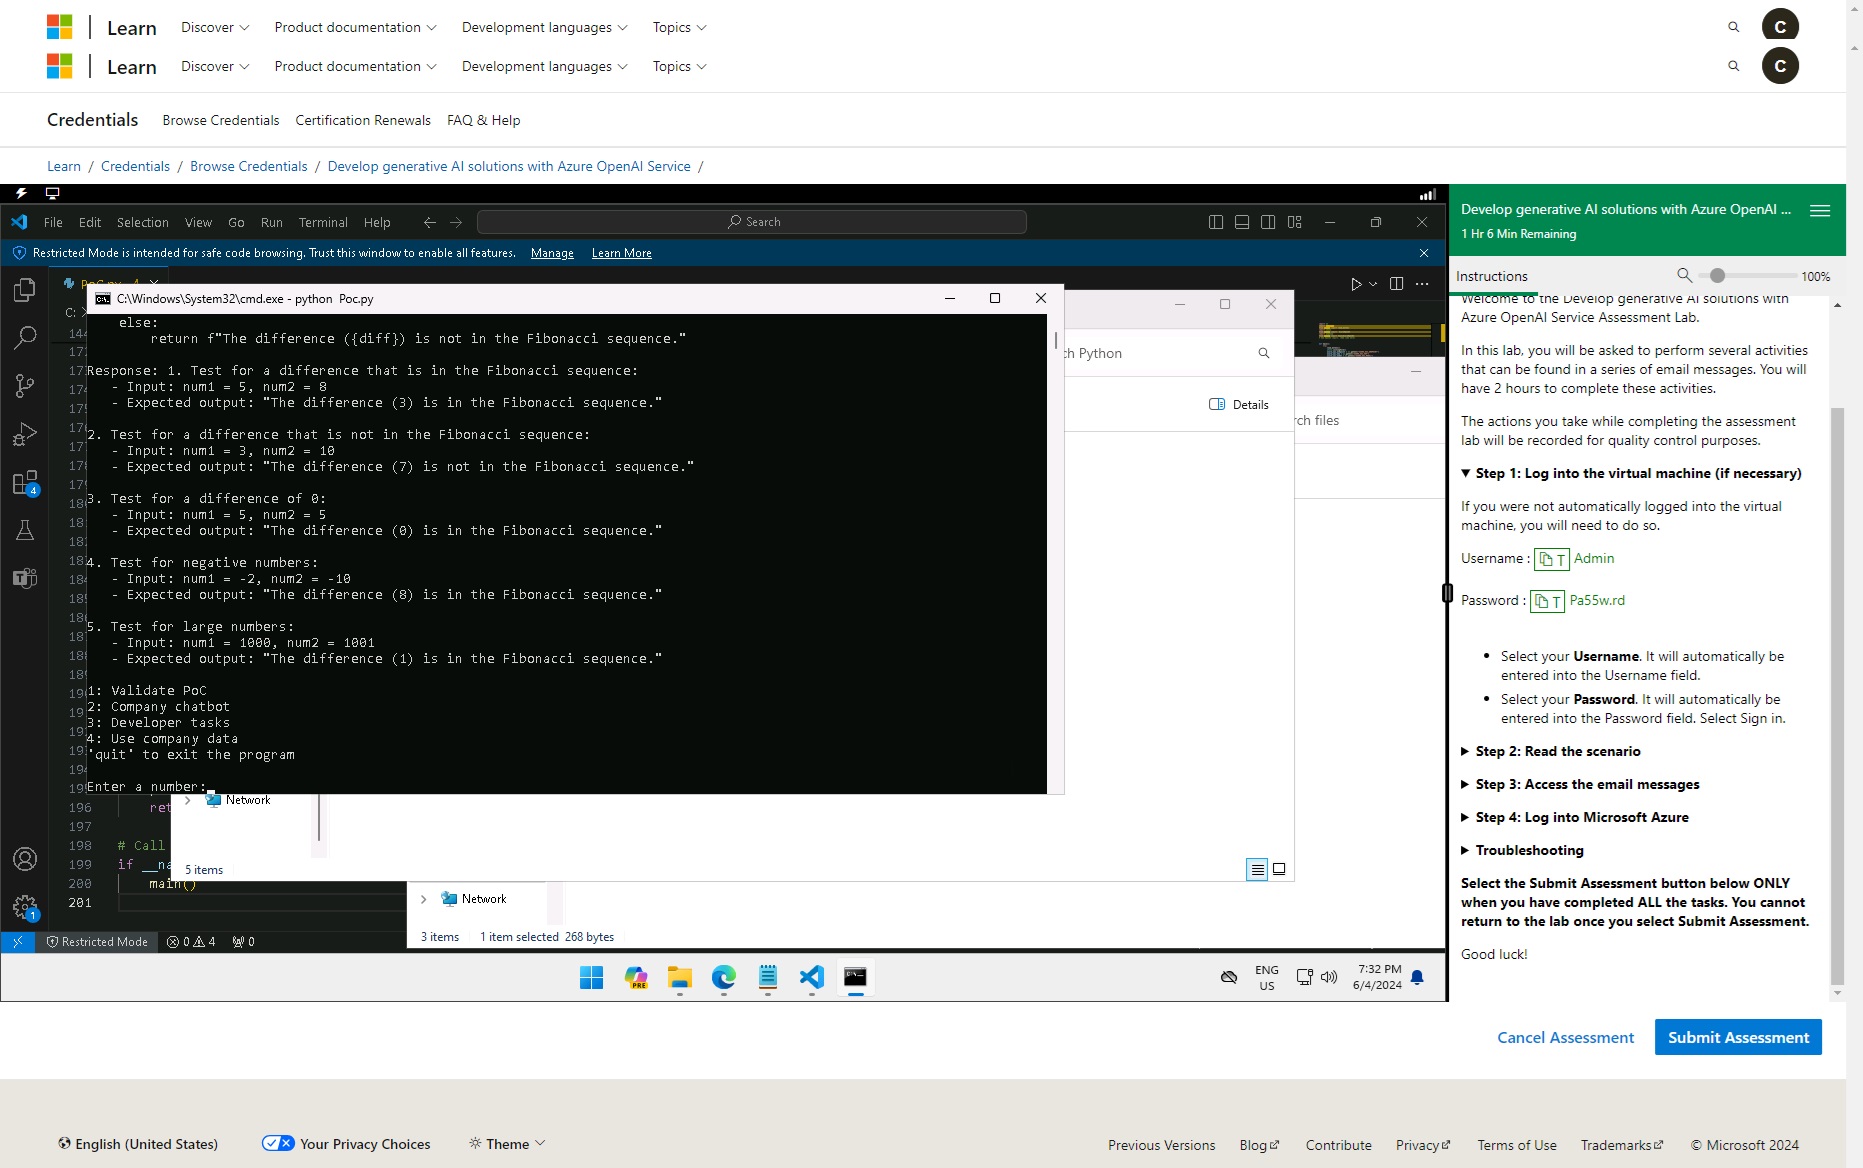 Learn Discover Product documentation Development languages Topics C
Learn Discover Product documentation Development languages Topics C
Credentials Browse Credentials Certification Renewals FAQ & Help
Learn / Credentials / Browse Credentials / Develop generative AI solutions with Azure OpenAI Service /
File Edit Selection View Go Run Terminal Help Search
Restricted Mode is intended for safe code browsing. Trust this window to enable all features. Manage Learn More
C:\Windows\System32\cmd.exe - python Poc.py
else:
return f"The difference ({diff}) is not in the Fibonacci sequence."
Response: 1. Test for a difference that is in the Fibonacci sequence:
- Input: num1 = 5, num2 = 8
- Expected output: "The difference (3) is in the Fibonacci sequence."
2. Test for a difference that is not in the Fibonacci sequence:
- Input: num1 = 3, num2 = 10
- Expected output: "The difference (7) is not in the Fibonacci sequence."
3. Test for a difference of 0:
- Input: num1 = 5, num2 = 5
- Expected output: "The difference (0) is in the Fibonacci sequence."
4. Test for negative numbers:
- Input: num1 = -2, num2 = -10
- Expected output: "The difference (8) is in the Fibonacci sequence."
5. Test for large numbers:
- Input: num1 = 1000, num2 = 1001
- Expected output: "The difference (1) is in the Fibonacci sequence."
1: Validate PoC
2: Company chatbot
3: Developer tasks
4: Use company data
'quit' to exit the program
Enter a number:
ch Python
Details
rch files
196 ret
197
198 # Call
199 if __na
200 main()
201
Network
5 items
Network
3 items 1 item selected 268 bytes
Restricted Mode 0 4 0
4
1
PRE
ENG
US
7:32 PM
6/4/2024
Develop generative AI solutions with Azure OpenAI ...
1 Hr 6 Min Remaining
Instructions 100%
Welcome to the Develop generative AI solutions with
Azure OpenAI Service Assessment Lab.
In this lab, you will be asked to perform several activities
that can be found in a series of email messages. You will
have 2 hours to complete these activities.
The actions you take while completing the assessment
lab will be recorded for quality control purposes.
Step 1: Log into the virtual machine (if necessary)
If you were not automatically logged into the virtual
machine, you will need to do so.
Username : T Admin
Password : T Pa55w.rd
• Select your Username. It will automatically be
entered into the Username field.
• Select your Password. It will automatically be
entered into the Password field. Select Sign in.
Step 2: Read the scenario
Step 3: Access the email messages
Step 4: Log into Microsoft Azure
Troubleshooting
Select the Submit Assessment button below ONLY
when you have completed ALL the tasks. You cannot
return to the lab once you select Submit Assessment.
Good luck!
Cancel Assessment Submit Assessment
English (United States) Your Privacy Choices Theme
Previous Versions Blog Contribute Privacy Terms of Use Trademarks © Microsoft 2024